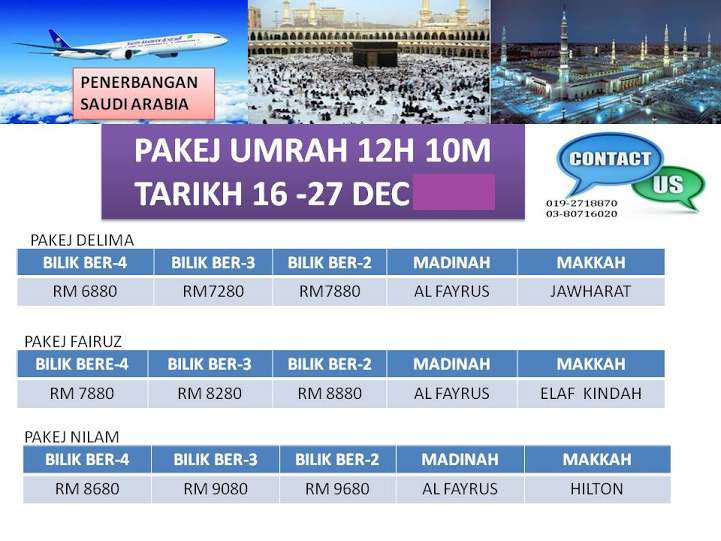 PENERBANGAN
SAUDI ARABIA
PAKEJ UMRAH 12H 10M
TARIKH 16 -27 DEC
CONTACT
US
019-2718870
03-80716020
PAKEJ DELIMA
BILIK BER-4 BILIK BER-3 BILIK BER-2 MADINAH MAKKAH
RM 6880 RM7280 RM7880 AL FAYRUS JAWHARAT
PAKEJ FAIRUZ
BILIK BERE-4 BILIK BER-3 BILIK BER-2 MADINAH MAKKAH
RM 7880 RM 8280 RM 8880 AL FAYRUS ELAF KINDAH
PAKEJ NILAM
BILIK BER-4 BILIK BER-3 BILIK BER-2 MADINAH MAKKAH
RM 8680 RM 9080 RM 9680 AL FAYRUS HILTON